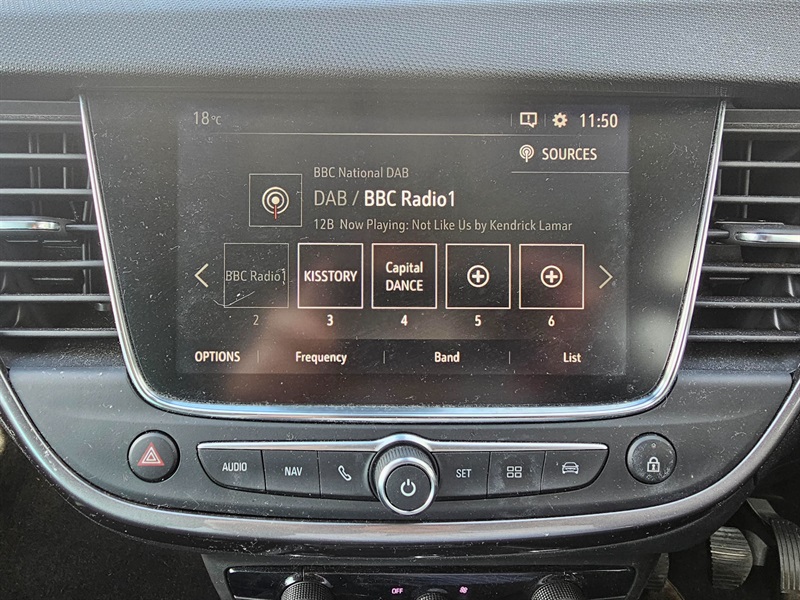 18°C 11:50
SOURCES
BBC National DAB
DAB / BBC Radio1
12B Now Playing: Not Like Us by Kendrick Lamar
BBC Radio1 KISSTORY Capital DANCE
2 3 4 5 6
OPTIONS Frequency Band List
AUDIO NAV SET
OFF